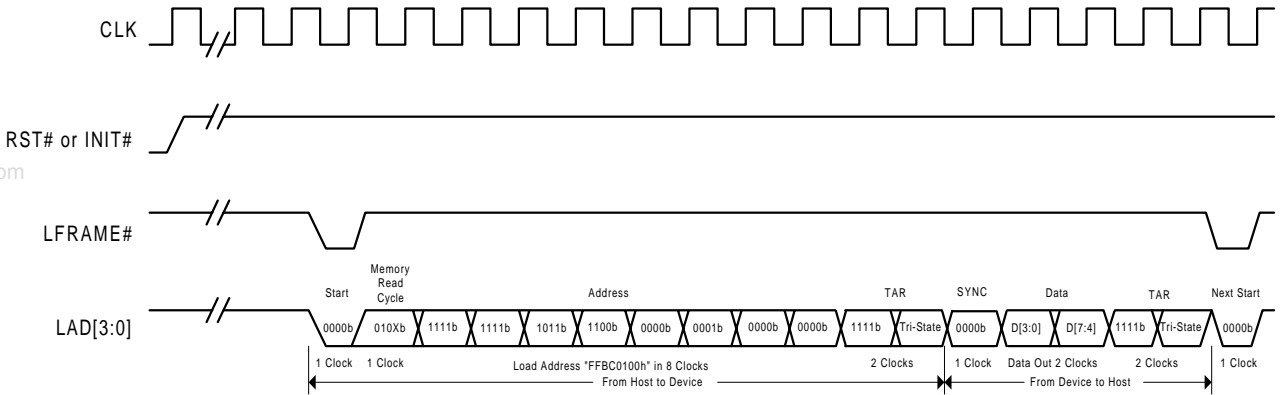 CLK
RST# or INIT#
om
LFRAME#
Memory
Read
Cycle
Start
Address
TAR
SYNC
Data
TAR
Next Start
LAD[3:0]
0000b 010Xb 1111b 1111b 1011b 1100b 0000b 0001b 0000b 0000b 1111b Tri-State 0000b D[3:0] D[7:4] 1111b Tri-State 0000b
1 Clock 1 Clock Load Address "FFBC0100h" in 8 Clocks 2 Clocks 1 Clock Data Out 2 Clocks 2 Clocks 1 Clock
From Host to Device From Device to Host